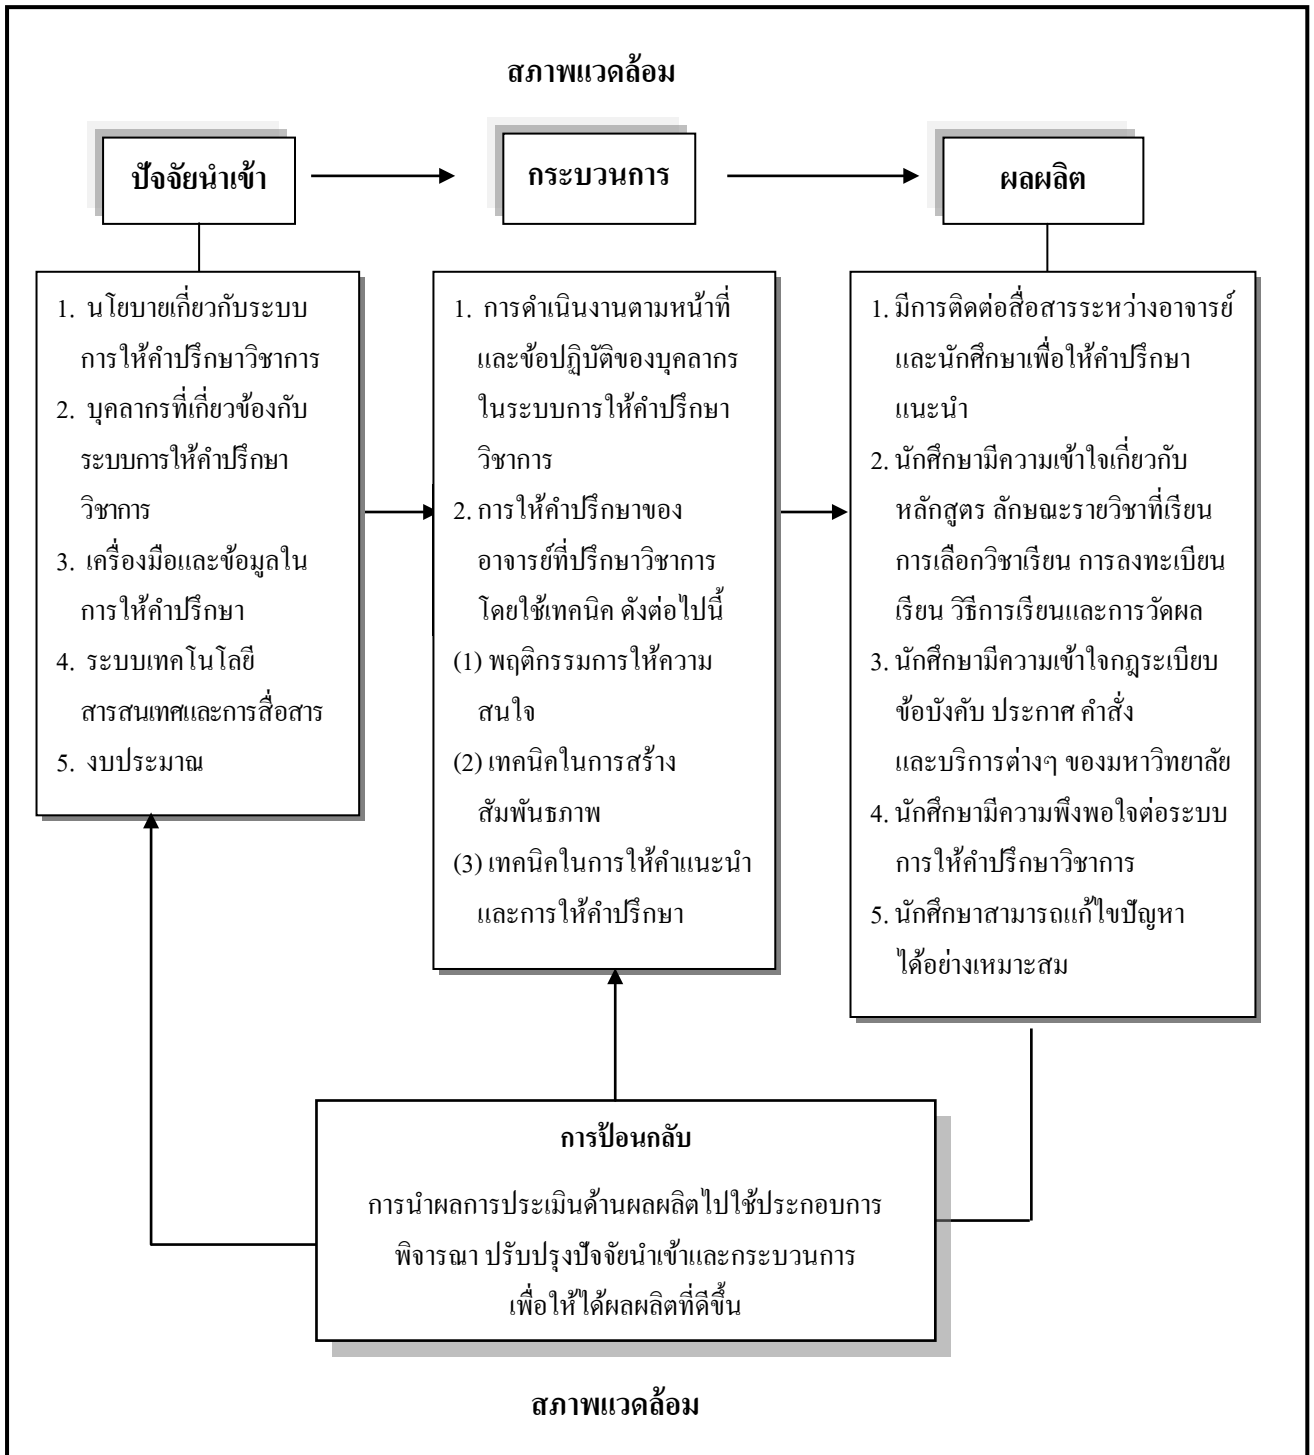 สภาพแวดล้อม
ปัจจัยนำเข้า
กระบวนการ
ผลผลิต
1. นโยบายเกี่ยวกับระบบ
การให้คำปรึกษาวิชาการ
2. บุคลากรที่เกี่ยวข้องกับ
ระบบการให้คำปรึกษา
วิชาการ
3. เครื่องมือและข้อมูลใน
การให้คำปรึกษา
4. ระบบเทคโนโลยี
สารสนเทศและการสื่อสาร
5. งบประมาณ
1. การดำเนินงานตามหน้าที่
และข้อปฏิบัติของบุคลากร
ในระบบการให้คำปรึกษา
วิชาการ
2. การให้คำปรึกษาของ
อาจารย์ที่ปรึกษาวิชาการ
โดยใช้เทคนิค ดังต่อไปนี้
(1) พฤติกรรมการให้ความ
สนใจ
(2) เทคนิคในการสร้าง
สัมพันธภาพ
(3) เทคนิคในการให้คำแนะนำ
และการให้คำปรึกษา
1. มีการติดต่อสื่อสารระหว่างอาจารย์
และนักศึกษาเพื่อให้คำปรึกษา
แนะนำ
2. นักศึกษามีความเข้าใจเกี่ยวกับ
หลักสูตร ลักษณะรายวิชาที่เรียน
การเลือกวิชาเรียน การลงทะเบียน
เรียน วิธีการเรียนและการวัดผล
3. นักศึกษามีความเข้าใจกฎระเบียบ
ข้อบังคับ ประกาศ คำสั่ง
และบริการต่างๆ ของมหาวิทยาลัย
4. นักศึกษามีความพึงพอใจต่อระบบ
การให้คำปรึกษาวิชาการ
5. นักศึกษาสามารถแก้ไขปัญหา
ได้อย่างเหมาะสม
การป้อนกลับ
การนำผลการประเมินด้านผลผลิตไปใช้ประกอบการ
พิจารณา ปรับปรุงปัจจัยนำเข้าและกระบวนการ
เพื่อให้ได้ผลผลิตที่ดีขึ้น
สภาพแวดล้อม